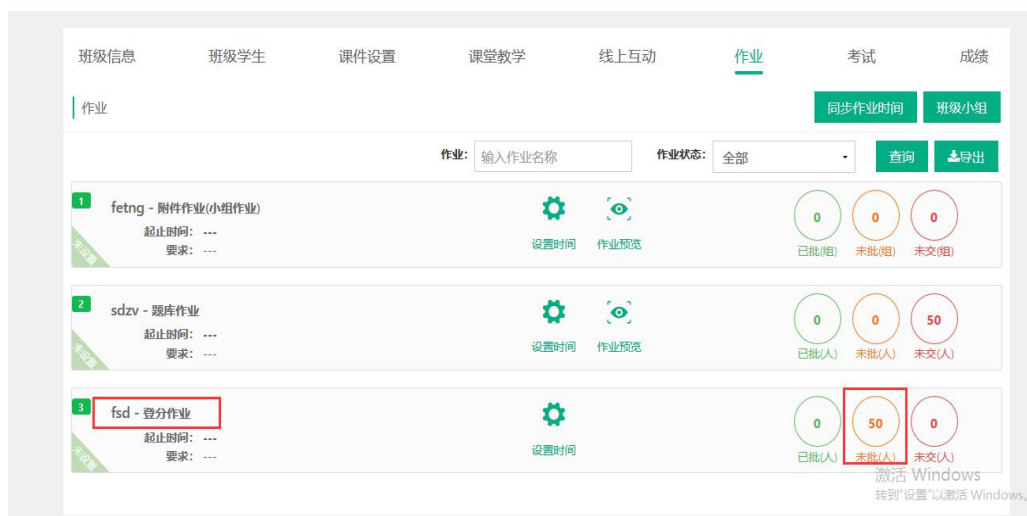 班级信息 班级学生 课件设置 课堂教学 线上互动 作业 考试 成绩
作业 同步作业时间 班级小组
作业: 输入作业名称 作业状态: 全部 查询 导出
1 fetng - 附件作业(小组作业)
起止时间: ---
要求: ---
未设置
设置时间 作业预览
0 0 0
已批(组) 未批(组) 未交(组)
2 sdzv - 题库作业
起止时间: ---
要求: ---
未设置
设置时间 作业预览
0 0 50
已批(人) 未批(人) 未交(人)
3 fsd - 登分作业
起止时间: ---
要求: ---
未设置
设置时间
0 50 0
已批(人) 未批(人) 未交(人)
激活 Windows
转到"设置"以激活 Windows。